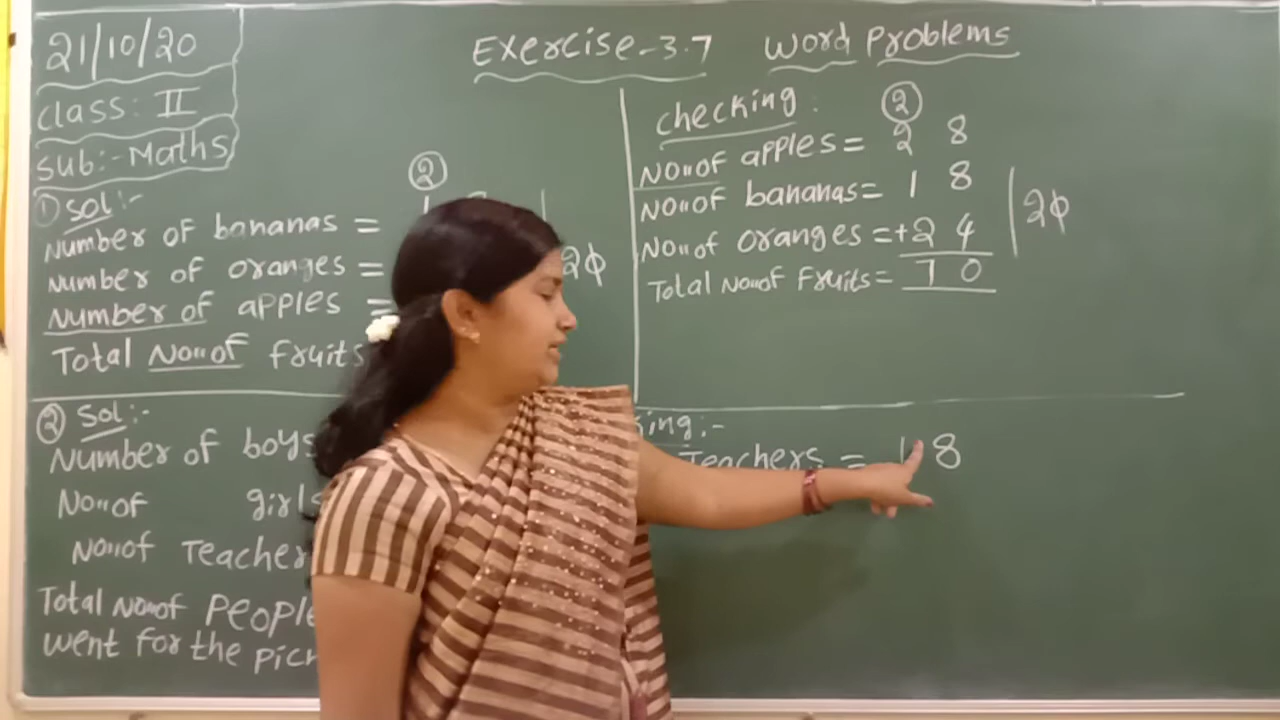 21/10/20
Class: II
Sub:- Maths
Exercise-3.7 Word Problems
① Sol:-
②
Number of bananas =
Number of oranges =
20
Number of apples =
Total No. of fruits
Checking:
②
No. of apples = 2 8
No. of bananas = 1 8
20
No. of oranges = +2 4
Total No. of Fruits = 7 0
② Sol:-
Number of boys
No. of girls
No. of Teacher
Total No. of People
went for the
Teachers = 1 8